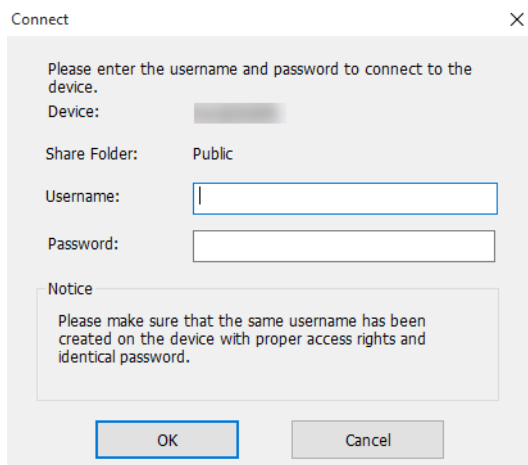 Connect
Please enter the username and password to connect to the
device.
Device:
Share Folder: Public
Username:
Password:
Notice
Please make sure that the same username has been
created on the device with proper access rights and
identical password.
OK Cancel